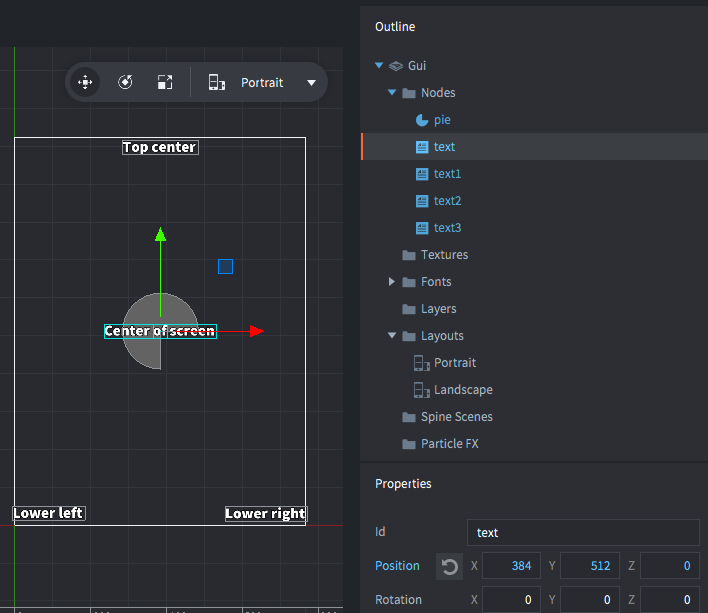 Portrait
Top center
Center of screen
Lower left
Lower right
Outline
Gui
Nodes
pie
text
text1
text2
text3
Textures
Fonts
Layers
Layouts
Portrait
Landscape
Spine Scenes
Particle FX
Properties
Id text
Position X 384 Y 512 Z 0
Rotation X 0 Y 0 Z 0